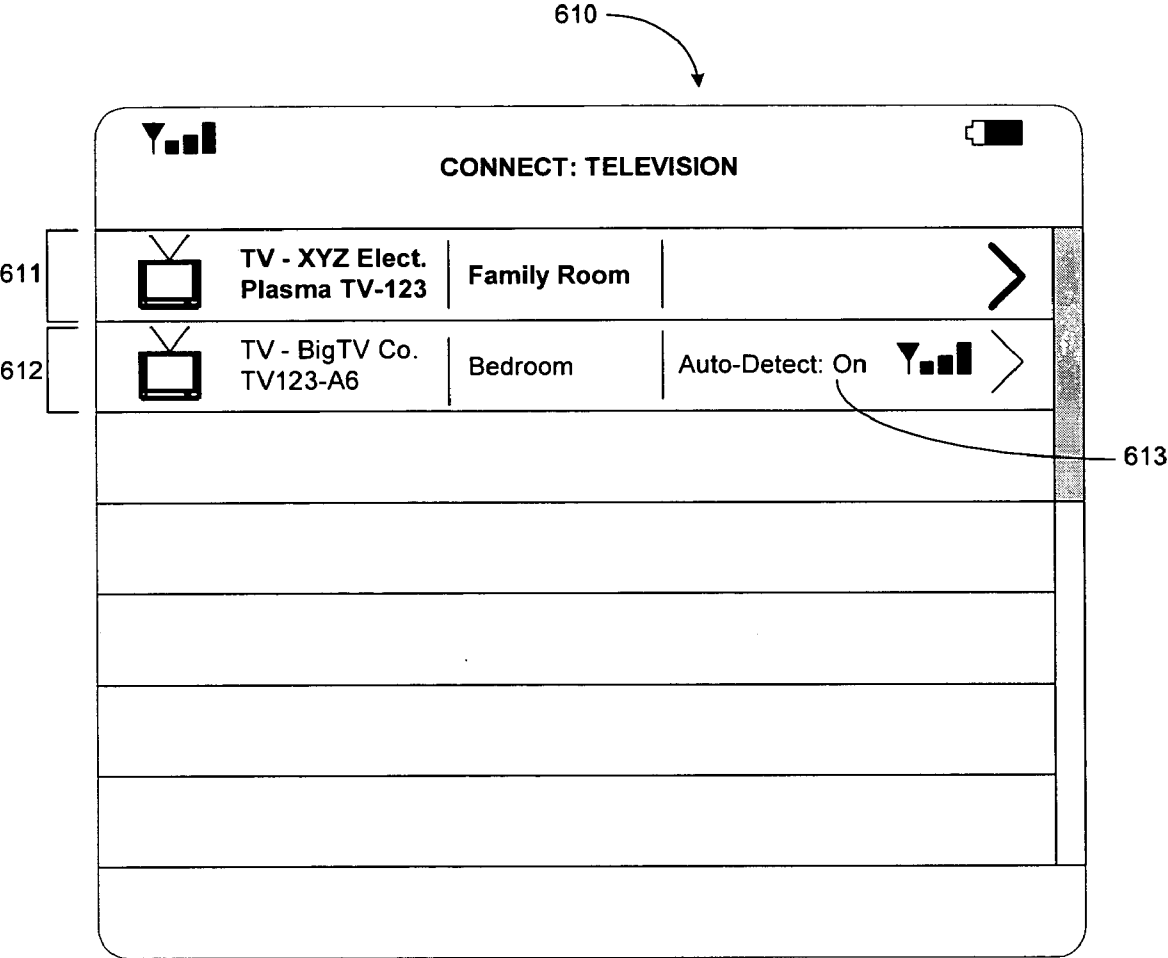 610
CONNECT: TELEVISION
611
TV - XYZ Elect.
Plasma TV-123
Family Room
612
TV - BigTV Co.
TV123-A6
Bedroom
Auto-Detect: On
613